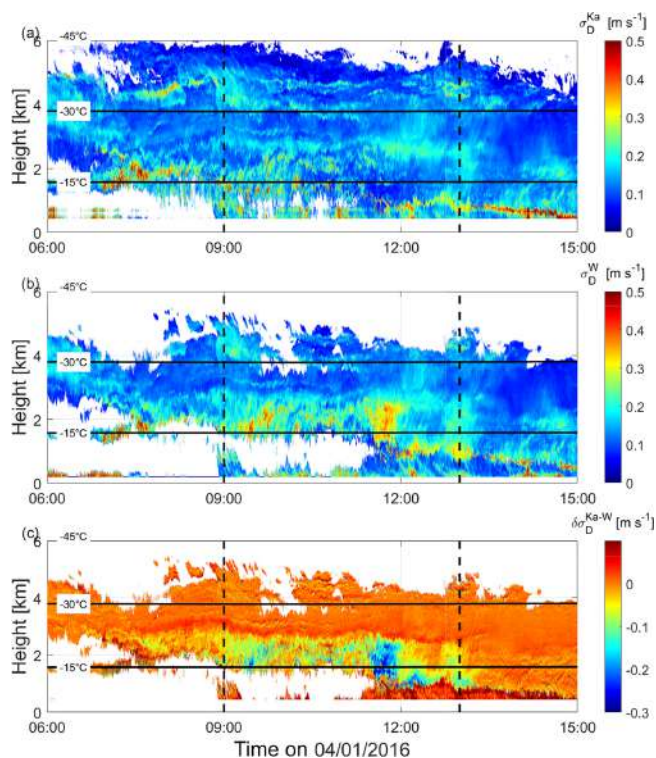 (a)
σ_D^Ka [m s⁻¹]
-45°C
-30°C
-15°C
Height [km]
6
4
2
0
06:00 09:00 12:00 15:00
0.5
0.4
0.3
0.2
0.1
0
(b)
σ_D^W [m s⁻¹]
-45°C
-30°C
-15°C
Height [km]
6
4
2
0
06:00 09:00 12:00 15:00
0.5
0.4
0.3
0.2
0.1
0
(c)
δσ_D^Ka-W [m s⁻¹]
-45°C
-30°C
-15°C
Height [km]
6
4
2
0
06:00 09:00 12:00 15:00
0
-0.1
-0.2
-0.3
Time on 04/01/2016